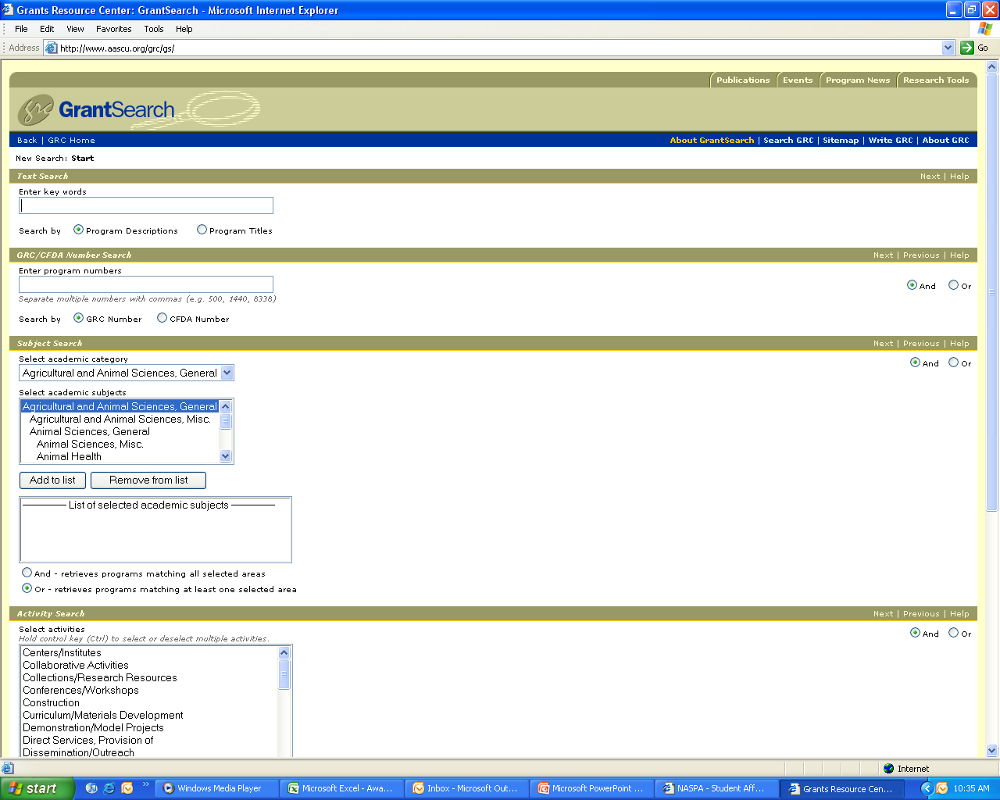 Grants Resource Center: GrantSearch - Microsoft Internet Explorer
File Edit View Favorites Tools Help
Address http://www.aascu.org/grc/gs/ Go
Publications Events Program News Research Tools
grc GrantSearch
Back | GRC Home About GrantSearch | Search GRC | Sitemap | Write GRC | About GRC
New Search: Start
Text Search Next | Help
Enter key words
Search by Program Descriptions Program Titles
GRC/CFDA Number Search Next | Previous | Help
Enter program numbers
And Or
Separate multiple numbers with commas (e.g. 500, 1440, 8338)
Search by GRC Number CFDA Number
Subject Search Next | Previous | Help
Select academic category And Or
Agricultural and Animal Sciences, General
Select academic subjects
Agricultural and Animal Sciences, General
Agricultural and Animal Sciences, Misc.
Animal Sciences, General
Animal Sciences, Misc.
Animal Health
Add to list Remove from list
———— List of selected academic subjects ————
And - retrieves programs matching all selected areas
Or - retrieves programs matching at least one selected area
Activity Search Next | Previous | Help
Select activities And Or
Hold control key (Ctrl) to select or deselect multiple activities.
Centers/Institutes
Collaborative Activities
Collections/Research Resources
Conferences/Workshops
Construction
Curriculum/Materials Development
Demonstration/Model Projects
Direct Services, Provision of
Dissemination/Outreach
Internet
start » Windows Media Player Microsoft Excel - Awa... Inbox - Microsoft Out... Microsoft PowerPoint ... NASPA - Student Aff... Grants Resource Cen... 10:35 AM